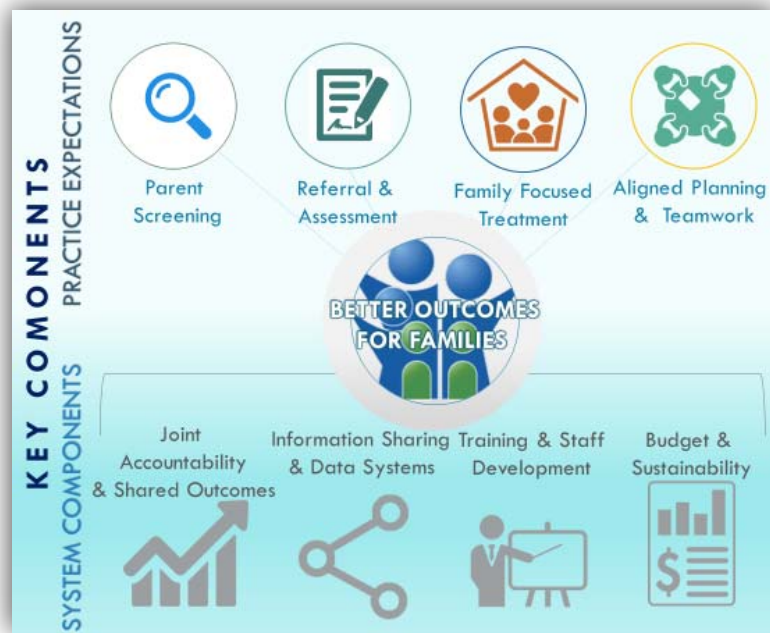 KEY COMONENTS
PRACTICE EXPECTATIONS
Parent
Screening
Referral &
Assessment
Family Focused
Treatment
Aligned Planning
& Teamwork
BETTER OUTCOMES
FOR FAMILIES
SYSTEM COMPONENTS
Joint
Accountability
& Shared Outcomes
Information Sharing
& Data Systems
Training & Staff
Development
Budget &
Sustainability
$